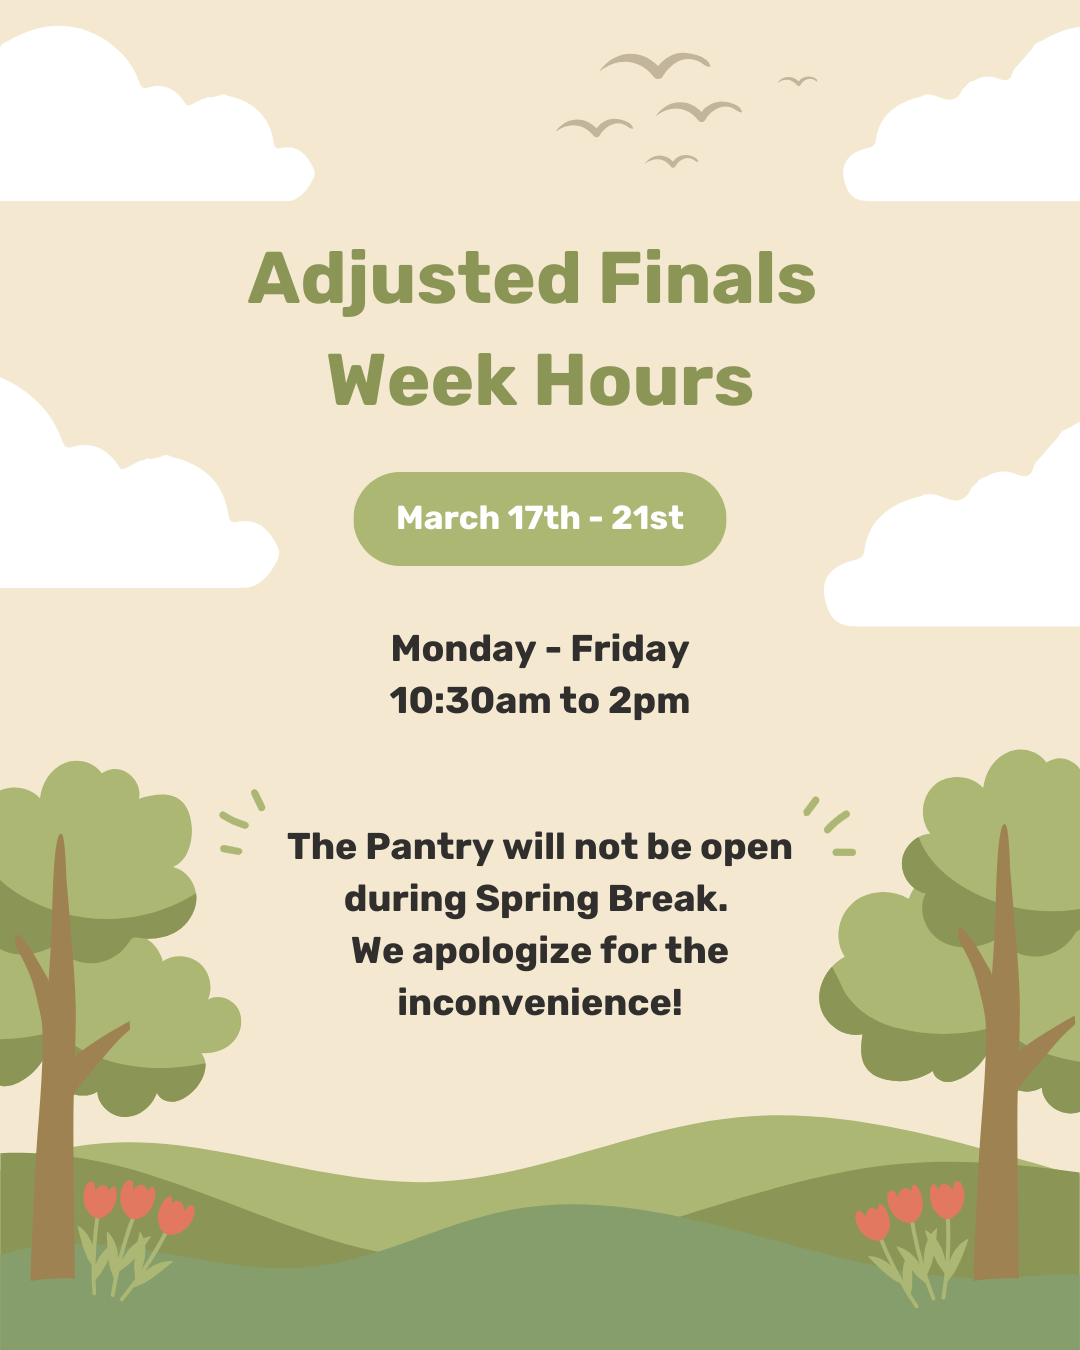 Adjusted Finals
Week Hours
March 17th - 21st
Monday - Friday
10:30am to 2pm
The Pantry will not be open
during Spring Break.
We apologize for the
inconvenience!